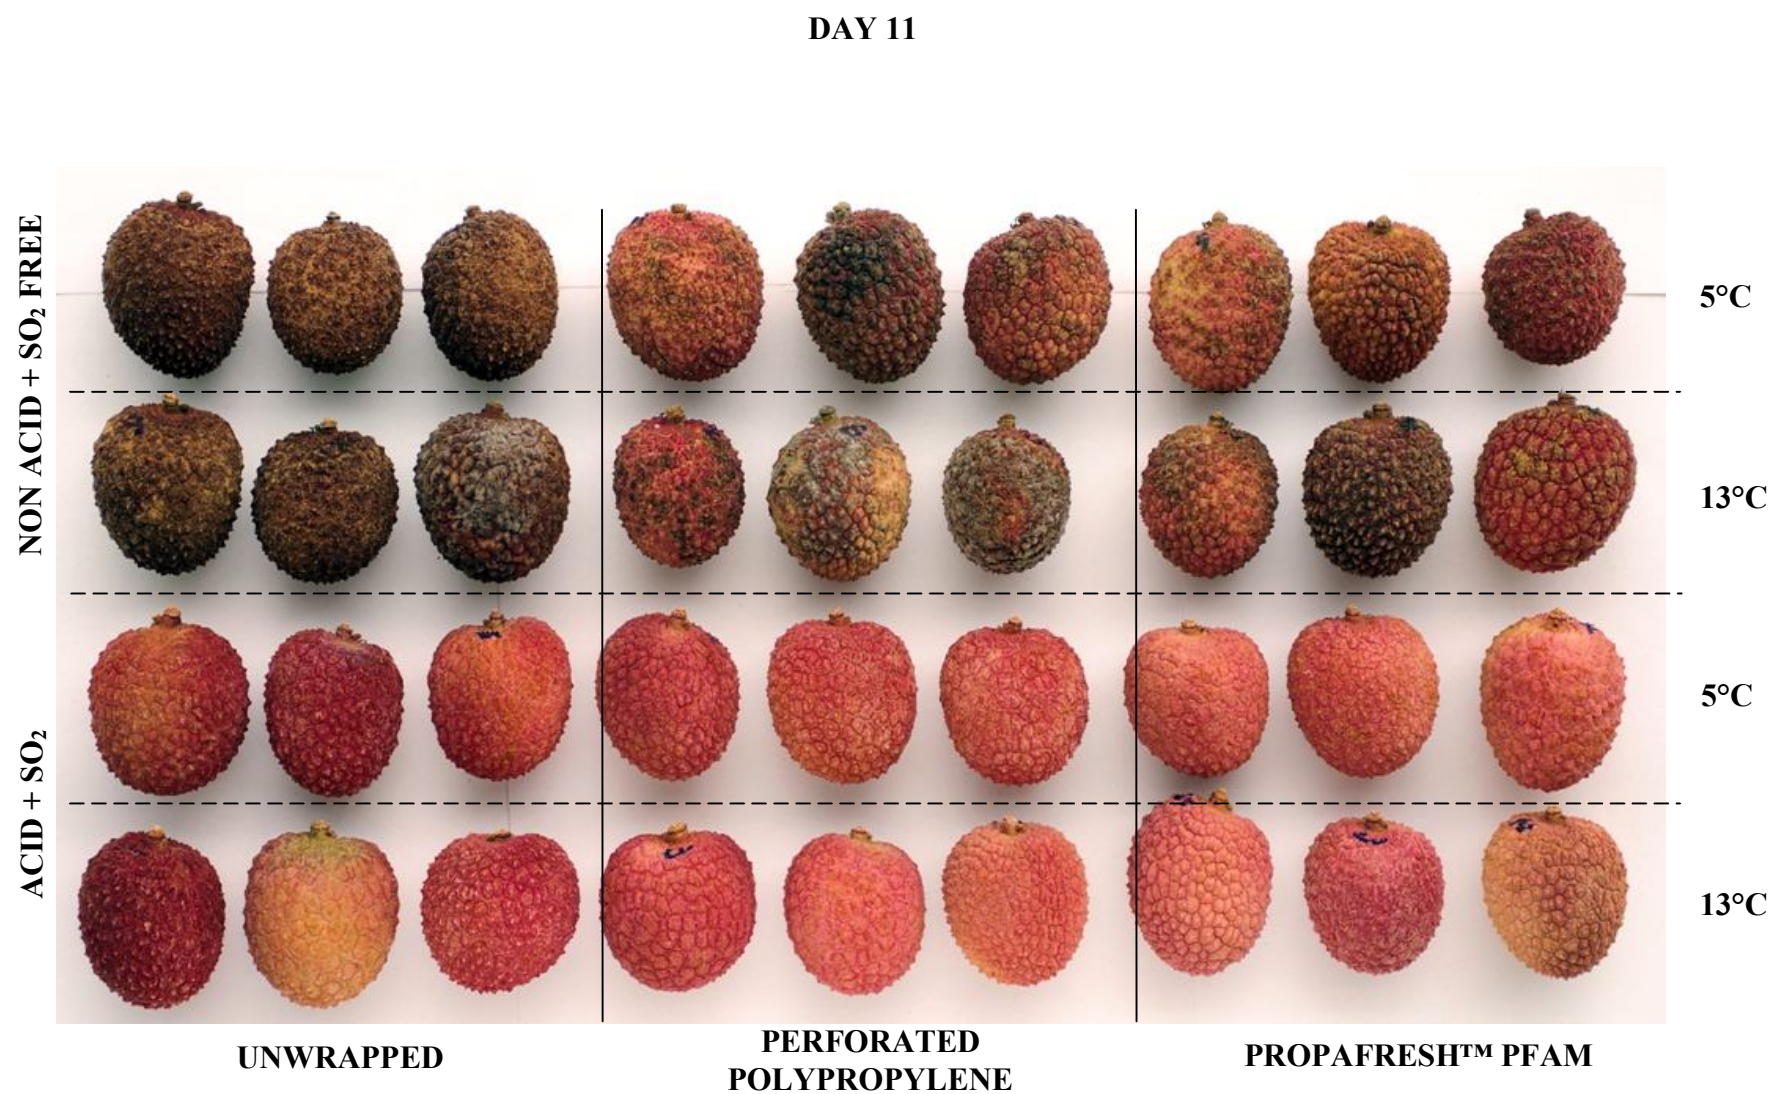 DAY 11
NON ACID + SO₂ FREE
5°C
13°C
ACID + SO₂
5°C
13°C
UNWRAPPED
PERFORATED
POLYPROPYLENE
PROPAFRESH™ PFAM